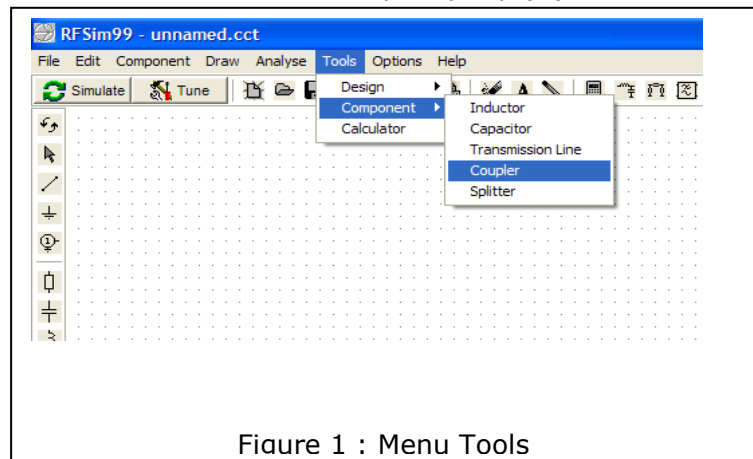 RFSim99 - unnamed.cct
File Edit Component Draw Analyse Tools Options Help
Simulate Tune
Design
Component
Calculator
Inductor
Capacitor
Transmission Line
Coupler
Splitter
Figure 1 : Menu Tools